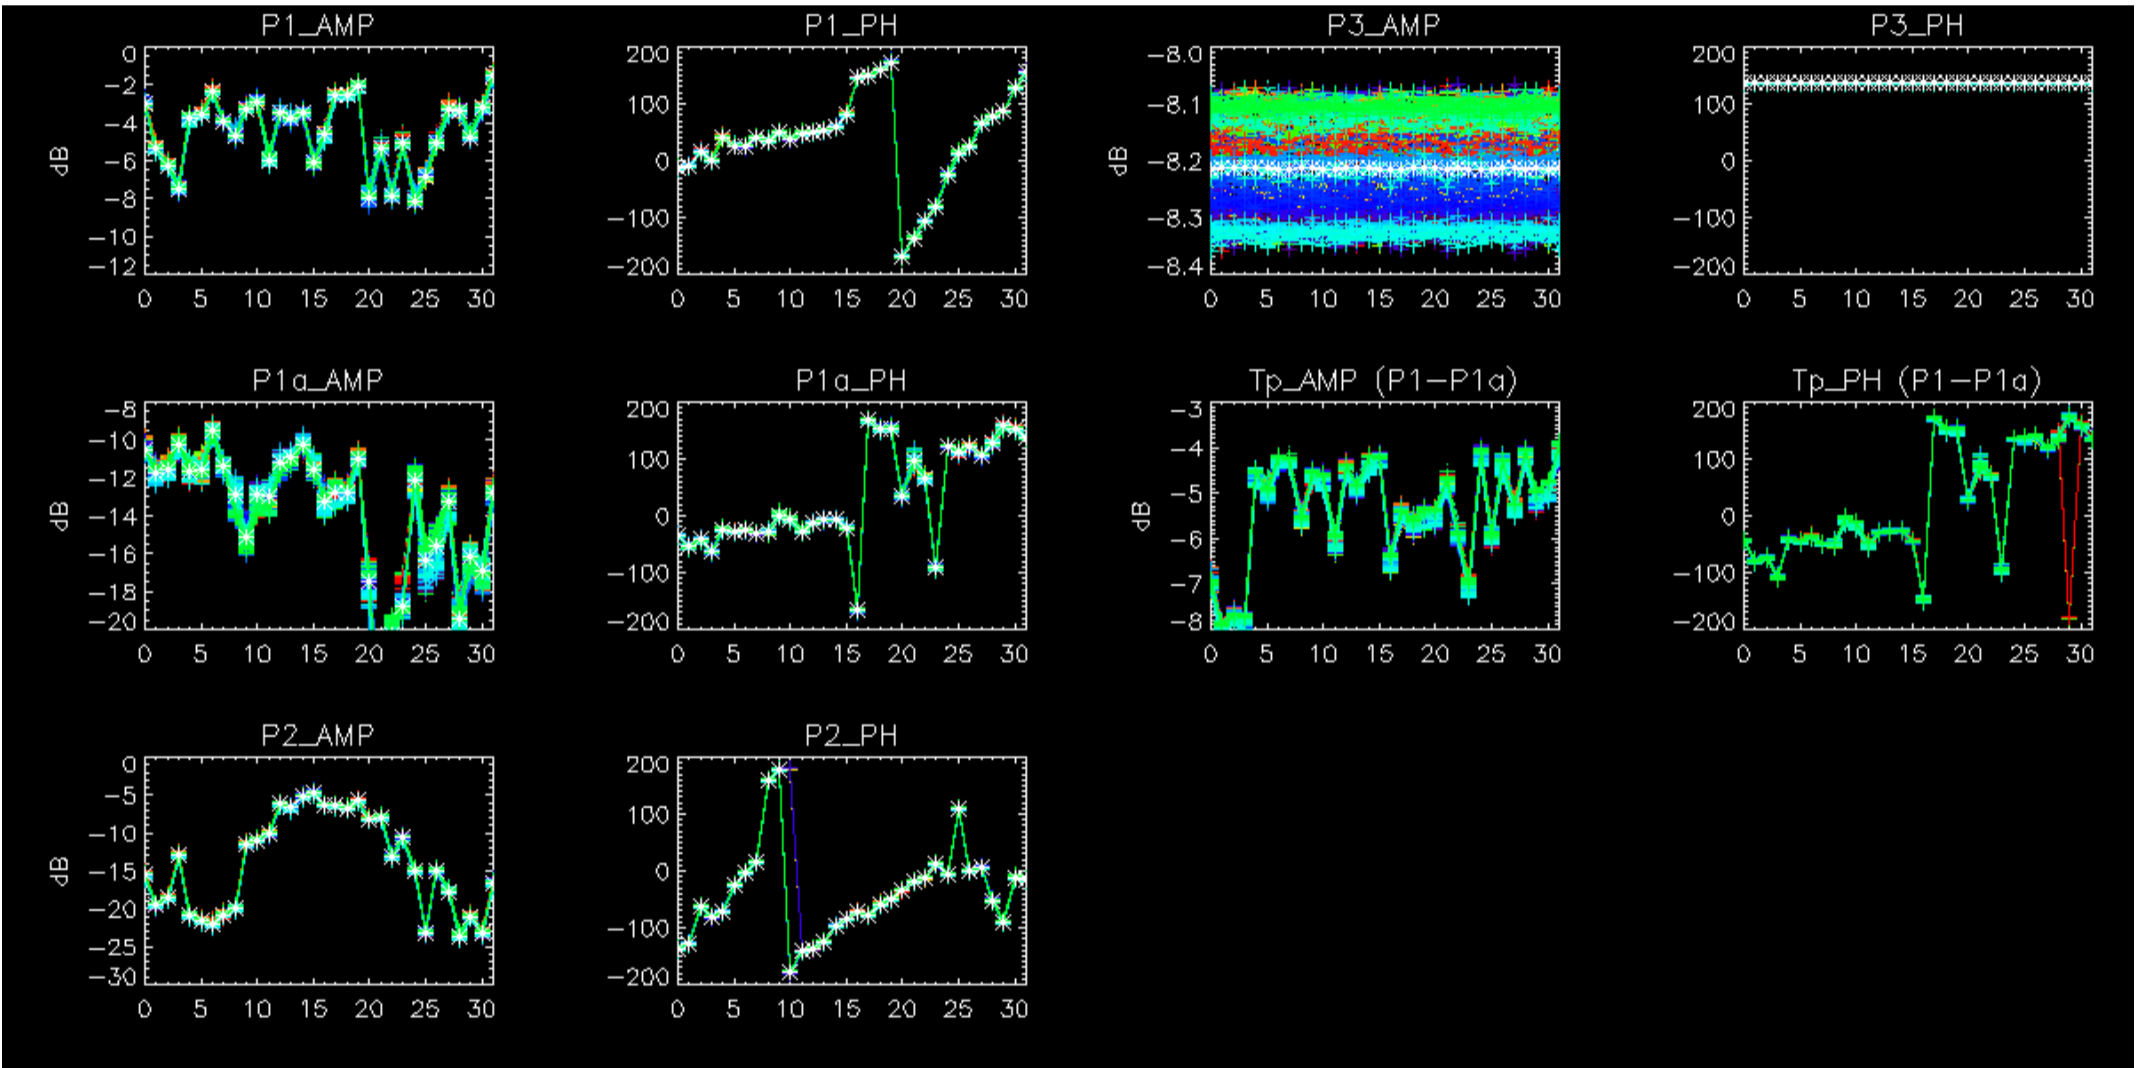 P1_AMP P1_PH P3_AMP P3_PH
0 200 -8.0 200
-2
-4 100 -8.1 100
dB -6 0 dB -8.2 0
-8
-10 -100 -8.3 -100
-12 -200 -8.4 -200
0 5 10 15 20 25 30 0 5 10 15 20 25 30 0 5 10 15 20 25 30 0 5 10 15 20 25 30
P1a_AMP P1a_PH Tp_AMP (P1-P1a) Tp_PH (P1-P1a)
-8 200 -3 200
-10 100 -4 100
-12
dB -14 0 dB -5 0
-16 -6
-18 -100 -7 -100
-20 -200 -8 -200
0 5 10 15 20 25 30 0 5 10 15 20 25 30 0 5 10 15 20 25 30 0 5 10 15 20 25 30
P2_AMP P2_PH
0 200
-5 100
-10
dB -15 0
-20 -100
-25
-30 -200
0 5 10 15 20 25 30 0 5 10 15 20 25 30